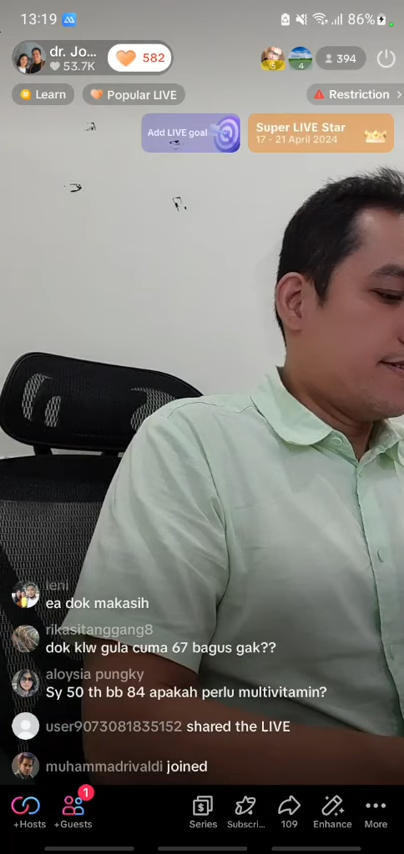 13:19
86%
dr. Jo...
53.7K
582
5
4
394
Learn
Popular LIVE
Restriction
Add LIVE goal
Super LIVE Star
17 - 21 April 2024
leni
ea dok makasih
rikasitanggang8
dok klw gula cuma 67 bagus gak??
aloysia pungky
Sy 50 th bb 84 apakah perlu multivitamin?
user9073081835152 shared the LIVE
muhammadrivaldi joined
1
+Hosts
+Guests
Series
Subscri...
109
Enhance
More